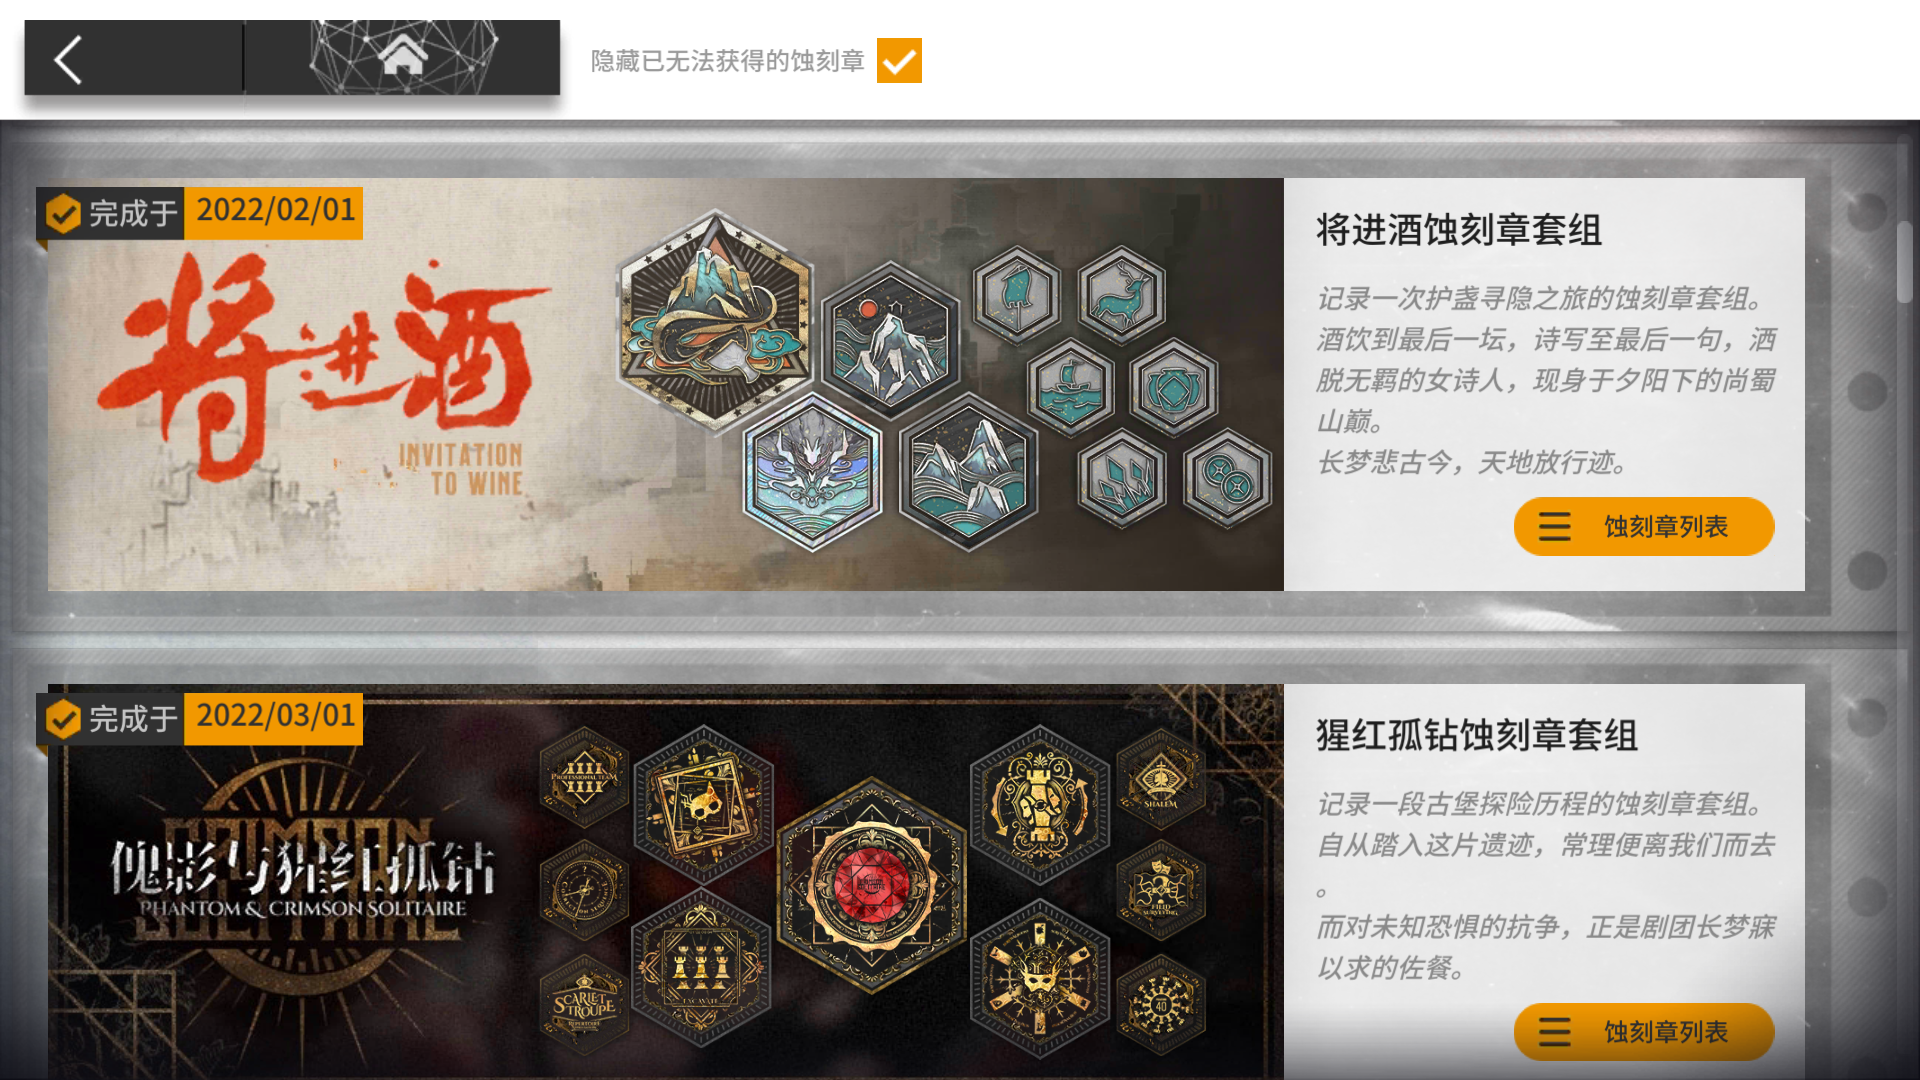 隐藏已无法获得的蚀刻章
完成于 2022/02/01
将进酒
INVITATION
TO WINE
将进酒蚀刻章套组
记录一次护盏寻隐之旅的蚀刻章套组。
酒饮到最后一坛，诗写至最后一句，洒
脱无羁的女诗人，现身于夕阳下的尚蜀
山巅。
长梦悲古今，天地放行迹。
蚀刻章列表
完成于 2022/03/01
CRIMSON
傀影与猩红孤钻
PHANTOM & CRIMSON SOLITAIRE
SOLITAIRE
PROFESSIONAL TEAM
SHALEM
SCARLET
TROUPE
EXCAVATE
40
猩红孤钻蚀刻章套组
记录一段古堡探险历程的蚀刻章套组。
自从踏入这片遗迹，常理便离我们而去
。
而对未知恐惧的抗争，正是剧团长梦寐
以求的佐餐。
蚀刻章列表